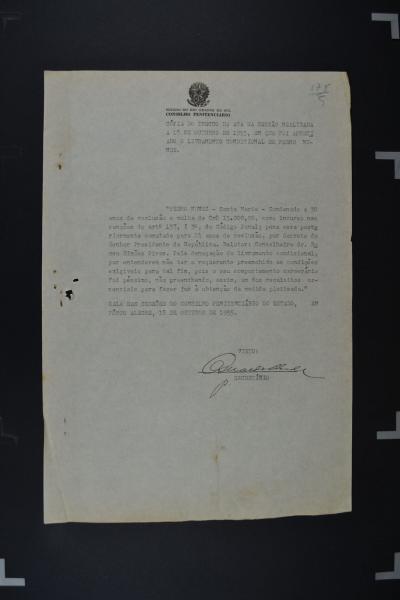 178
5
ESTADO DO RIO GRANDE DO SUL
CONSELHO PENITENCIÁRIO
CÓPIA DO TRECHO DA ATA DA SESSÃO REALIZADA
A 18 DE OUTUBRO DE 1955, EM QUE FOI APRECI
ADO O LIVRAMENTO CONDICIONAL DE PEDRO NU-
NES.
"PEDRO NUNES - Santa Maria - Condenado a 30
anos de reclusão e multa de Cr$ 15.000,00, como incurso nas
sanções do artº 157, § 3º, do Código Penal; pena essa poste
riormente comutada para 21 anos de reclusão, por decreto do
Senhor Presidente da República. Relator: Conselheiro dr.
Simões Pires. Pela denegação do livramento condicional,
por entenderem não ter o requerente preenchido as condições
exigíveis para tal fim, pois o seu comportamento carcerário
foi péssimo, não preenchendo, assim, um dos requisitos es-
senciais para fazer jus à obtenção da medida pleiteada."
SALA DAS SESSÕES DO CONSELHO PENITENCIÁRIO DO ESTADO, EM
PÔRTO ALEGRE, 18 DE OUTUBRO DE 1955.
VISTO:
SECRETÁRIO